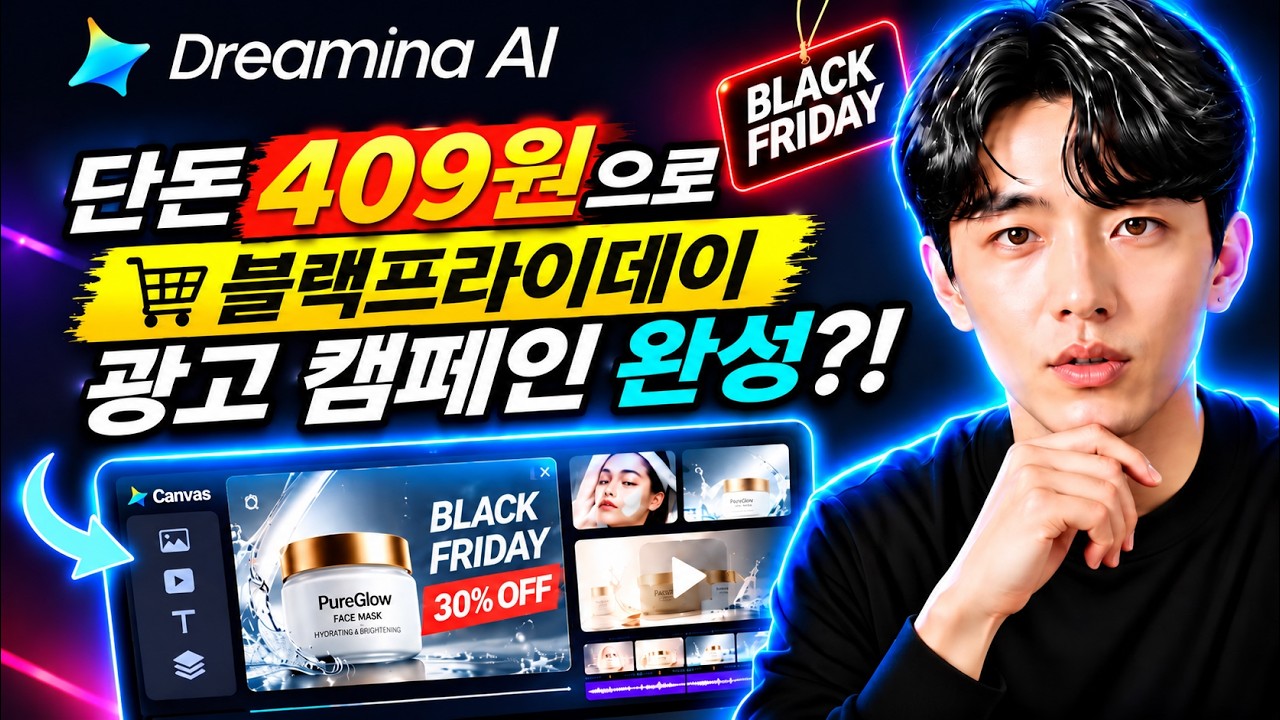 Dreamina AI
BLACK
FRIDAY
단돈 409원으로
블랙프라이데이
광고 캠페인 완성?!
Canvas
BLACK
FRIDAY
30% OFF
PureGlow
FACE MASK
HYDRATING & BRIGHTENING
PureGlow
T